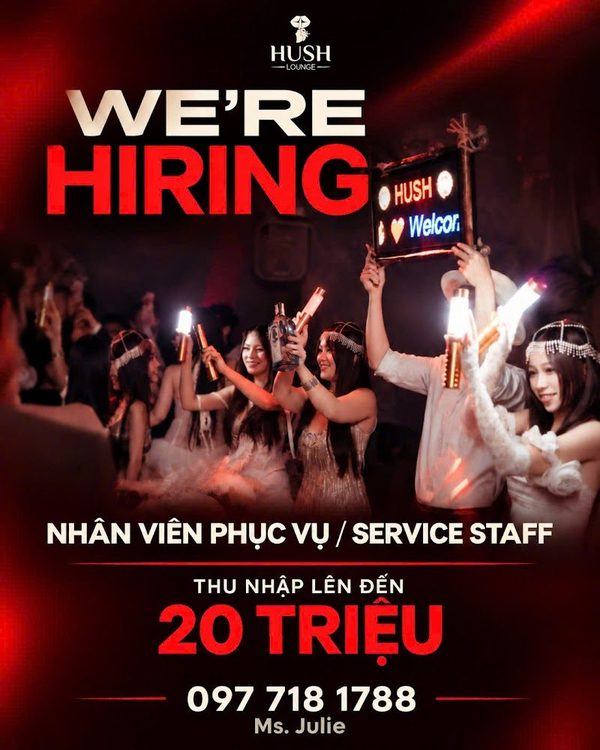 HUSH
LOUNGE
WE'RE
HIRING
HUSH
Welcom
NHÂN VIÊN PHỤC VỤ / SERVICE STAFF
THU NHẬP LÊN ĐẾN
20 TRIỆU
097 718 1788
Ms. Julie